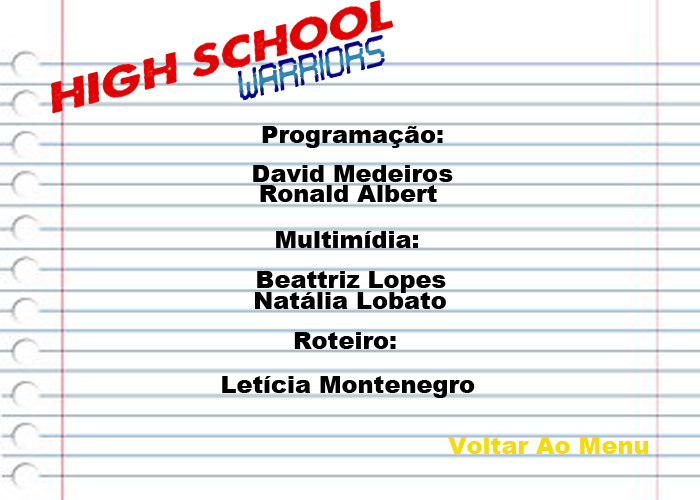 HIGH SCHOOL
WARRIORS
Programação:
David Medeiros
Ronald Albert
Multimídia:
Beattriz Lopes
Natália Lobato
Roteiro:
Letícia Montenegro
Voltar Ao Menu